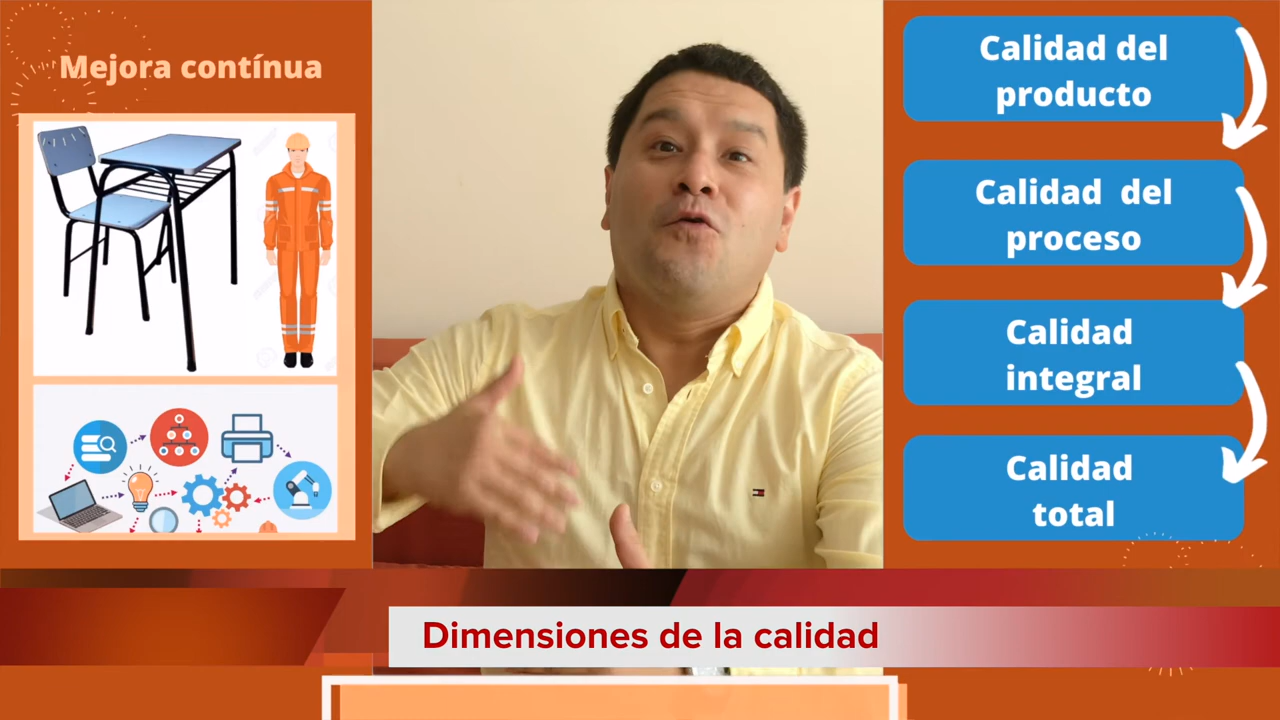 Mejora contínua
Calidad del
producto
Calidad  del
proceso
Calidad
integral
Calidad
total
Dimensiones de la calidad